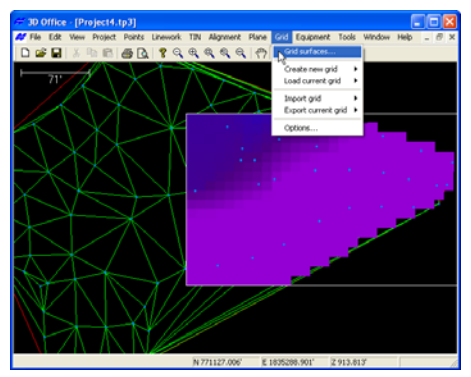 3D Office - [Project4.tp3]
File Edit View Project Points Linework TIN Alignment Plane Grid Equipment Tools Window Help
Grid surfaces...
Create new grid
Load current grid
Import grid
Export current grid
Options...
71'
N 771127.006' E 1835288.901' Z 913.813'